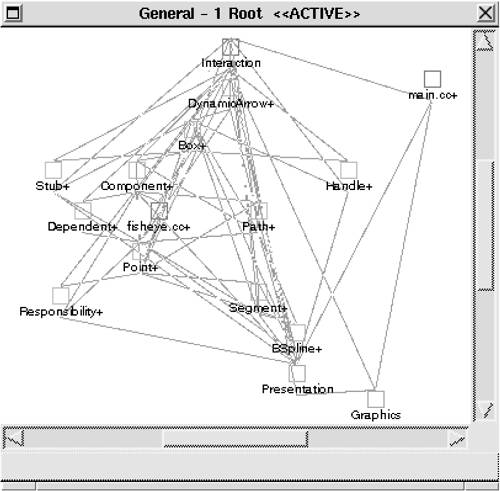 General - 1 Root <<ACTIVE>>
Interaction
main.cc+
DynamicArrow+
Box+
Stub+
Component+
Handle+
Dependent+
fisheye.cc+
Path+
Point+
Responsibility+
Segment+
BSpline+
Presentation
Graphics